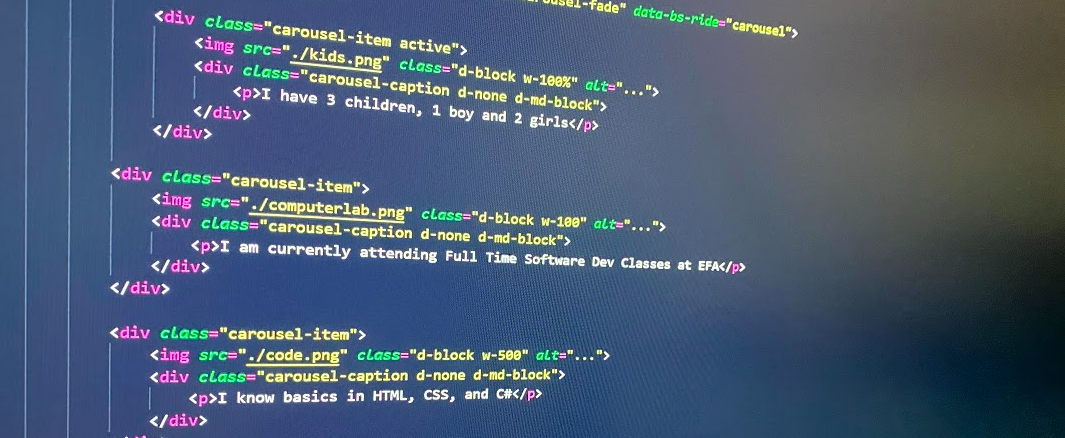 data-bs-ride="carousel">
<div class="carousel-item active">
<img src="./kids.png" class="d-block w-100%" alt="...">
<div class="carousel-caption d-none d-md-block">
<p>I have 3 children, 1 boy and 2 girls</p>
</div>
</div>
<div class="carousel-item">
<img src="./computerlab.png" class="d-block w-100" alt="...">
<div class="carousel-caption d-none d-md-block">
<p>I am currently attending Full Time Software Dev Classes at EFA</p>
</div>
</div>
<div class="carousel-item">
<img src="./code.png" class="d-block w-500" alt="...">
<div class="carousel-caption d-none d-md-block">
<p>I know basics in HTML, CSS, and C#</p>
</div>